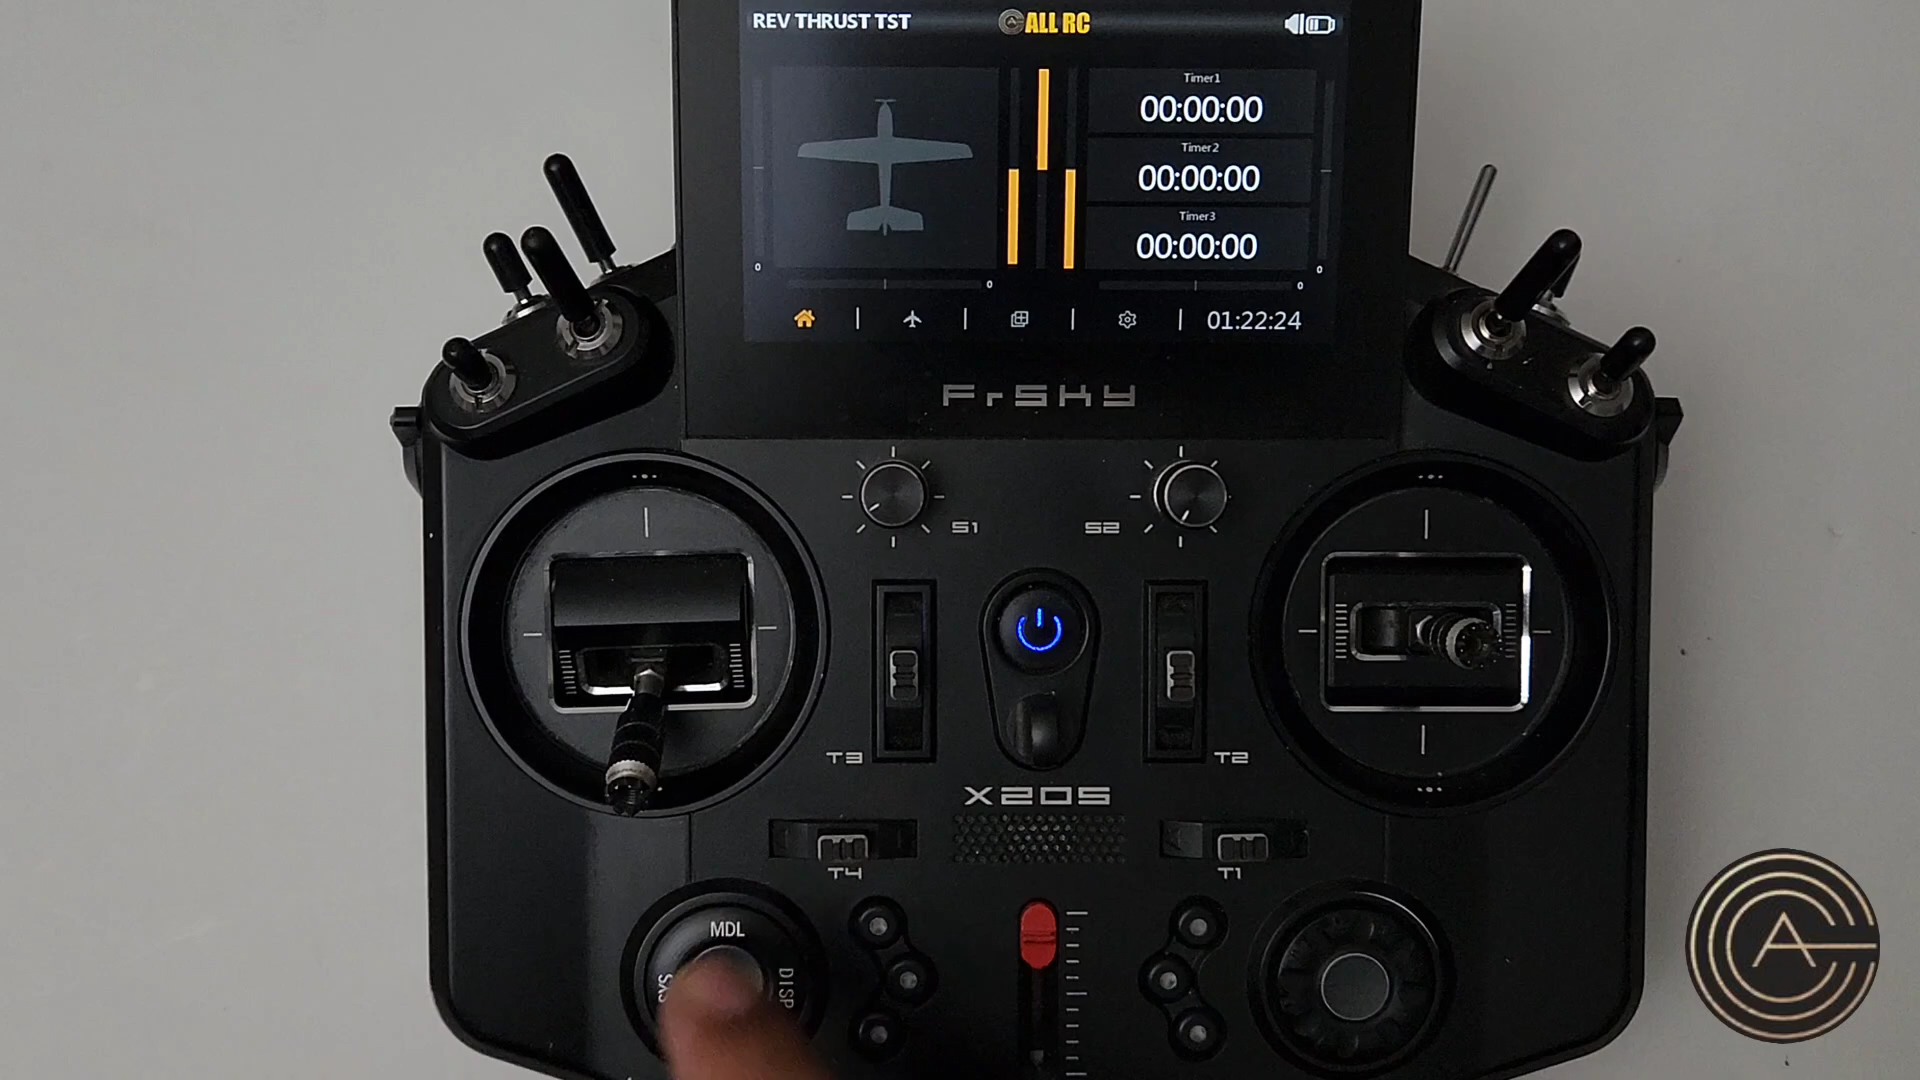 REV THRUST TST
ALL RC
Timer1
00:00:00
Timer2
00:00:00
Timer3
00:00:00
0
0
0
0
01:22:24
FrSKY
S1
S2
T3
T2
X20S
T4
T1
MDL
SYS
DISP
A